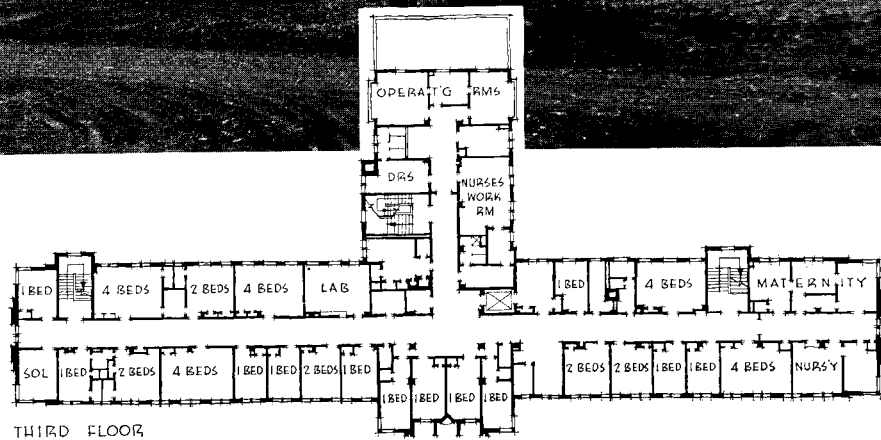 OPERAT'G RMS
DRS
NURSES
WORK
RM
1 BED
4 BEDS
2 BEDS
4 BEDS
LAB
1 BED
4 BEDS
MATERNITY
SOL
1 BED
2 BEDS
4 BEDS
1 BED
1 BED
2 BEDS
1 BED
1 BED
1 BED
1 BED
1 BED
2 BEDS
2 BEDS
1 BED
1 BED
4 BEDS
NURS'Y
THIRD FLOOR